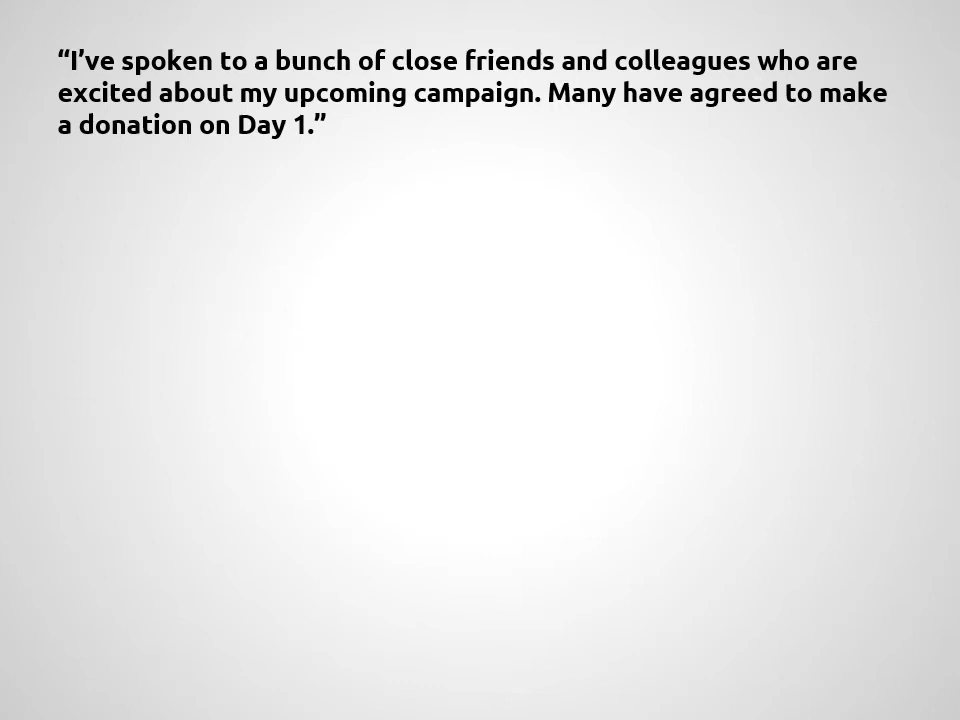 “I’ve spoken to a bunch of close friends and colleagues who are
excited about my upcoming campaign. Many have agreed to make
a donation on Day 1.”